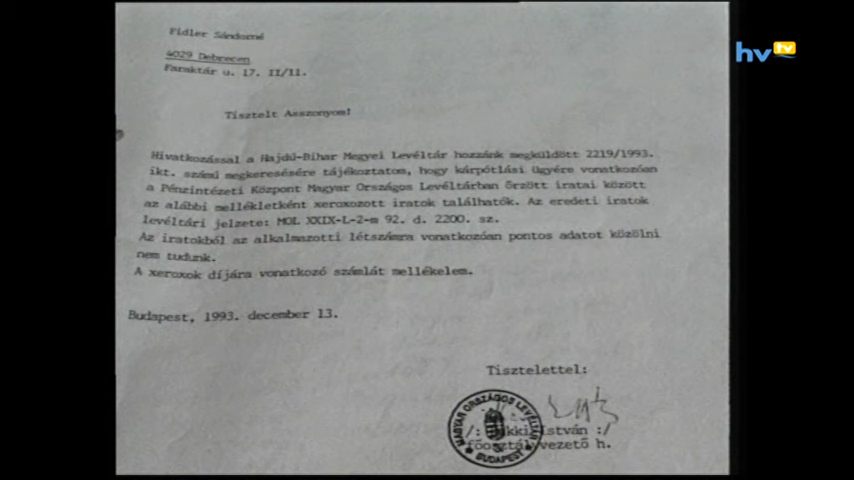 hv tv
Fidler Sándorné
4029 Debrecen
Faraktár u. 17. II/11.
Tisztelt Asszonyom!
Hivatkozással a Hajdú-Bihar Megyei Levéltár hozzánk megküldött 2219/1993.
ikt. számú megkeresésére tájékoztatom, hogy kárpótlási ügyére vonatkozóan
a Pénzintézeti Központ Magyar Országos Levéltárban őrzött iratai között
az alábbi mellékletként xeroxozott iratok találhatók. Az eredeti iratok
levéltári jelzete: MOL XXIX-L-2-m 92. d. 2200. sz.
Az iratokból az alkalmazotti létszámra vonatkozóan pontos adatot közölni
nem tudunk.
A xeroxok díjára vonatkozó számlát mellékelem.
Budapest, 1993. december 13.
Tisztelettel:
/: István :/
főosztályvezető h.
MAGYAR ORSZÁGOS LEVÉLTÁR
BUDAPEST